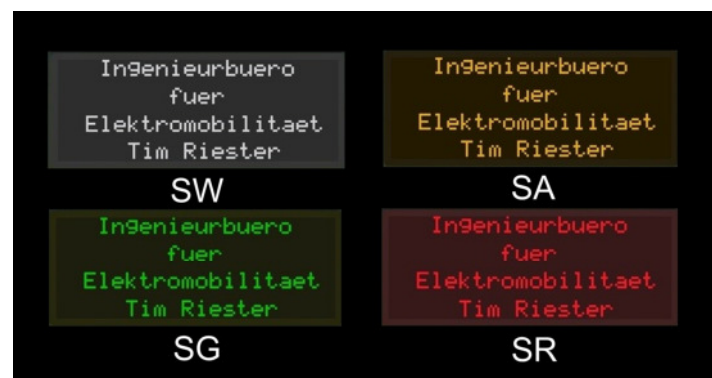 Ingenieurbuero
fuer
Elektromobilitaet
Tim Riester
SW
Ingenieurbuero
fuer
Elektromobilitaet
Tim Riester
SA
Ingenieurbuero
fuer
Elektromobilitaet
Tim Riester
SG
Ingenieurbuero
fuer
Elektromobilitaet
Tim Riester
SR